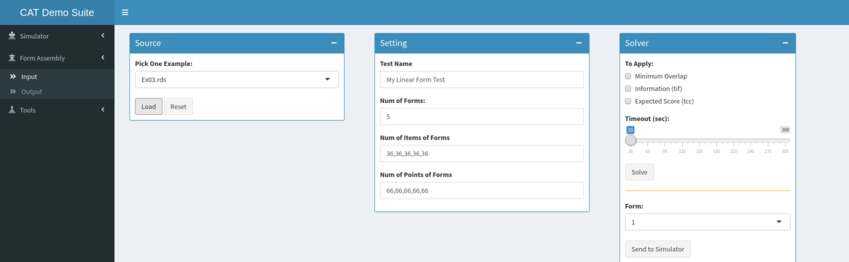 CAT Demo Suite
Simulator
Form Assembly
Input
Output
Tools
Source
Pick One Example:
Ex03.rds
Load Reset
Setting
Test Name
My Linear Form Test
Num of Forms:
5
Num of Items of Forms
36,36,36,36,36
Num of Points of Forms
66,66,66,66,66
Solver
To Apply:
Minimum Overlap
Information (tif)
Expected Score (tcc)
Timeout (sec):
30 300
30 60 90 120 150 180 210 240 270 300
Solve
Form:
1
Send to Simulator